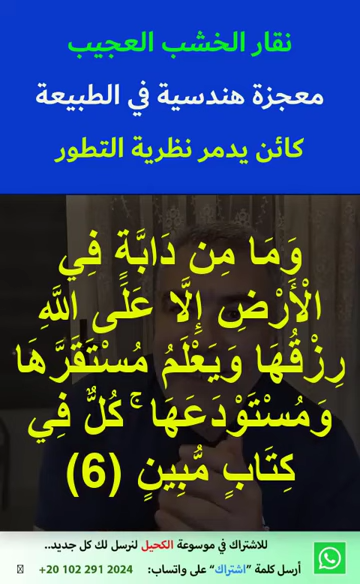 نقار الخشب العجيب
معجزة هندسية في الطبيعة
كائن يدمر نظرية التطور
وَمَا مِن دَابَّةٍ فِي
الْأَرْضِ إِلَّا عَلَى اللَّهِ
رِزْقُهَا وَيَعْلَمُ مُسْتَقَرَّهَا
وَمُسْتَوْدَعَهَا ۚ كُلٌّ فِي
كِتَابٍ مُّبِينٍ (6)
للاشتراك في موسوعة الكحيل لنرسل لك كل جديد..
أرسل كلمة "اشتراك" على واتساب: +20 102 291 2024